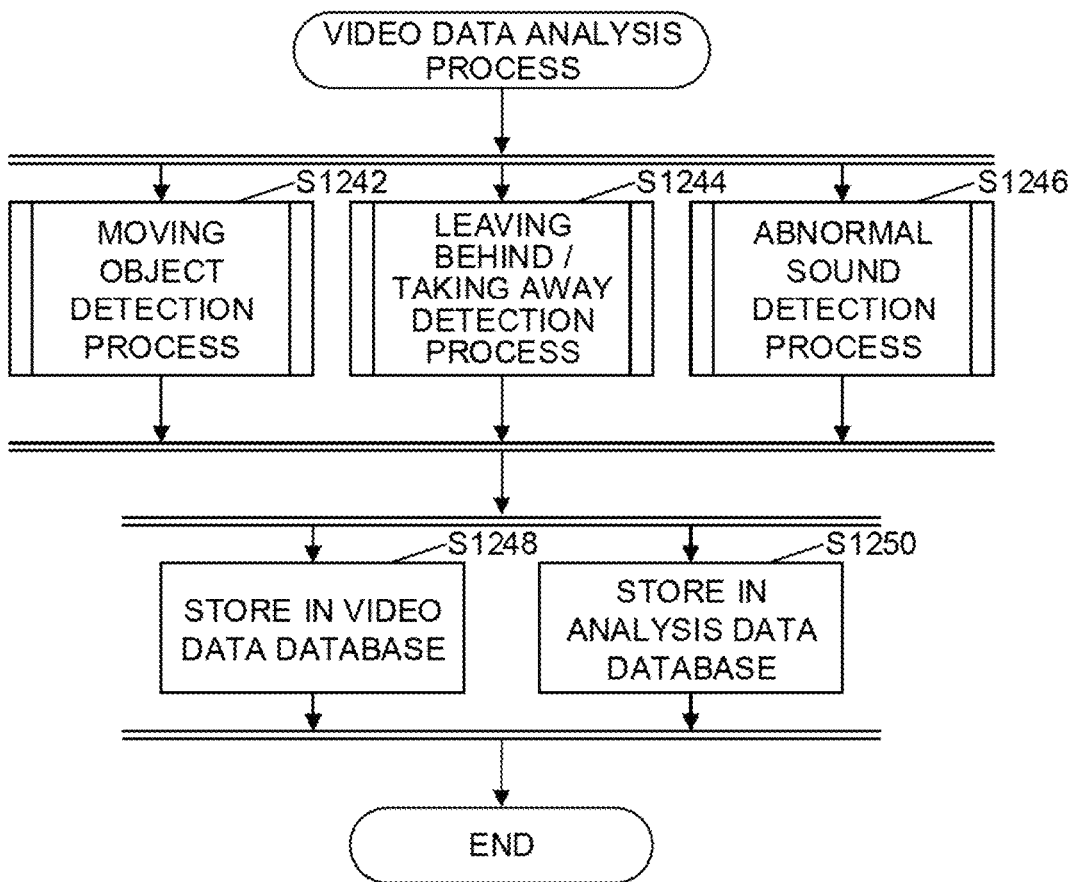 VIDEO DATA ANALYSIS
PROCESS
S1242
MOVING
OBJECT
DETECTION
PROCESS
S1244
LEAVING
BEHIND /
TAKING AWAY
DETECTION
PROCESS
S1246
ABNORMAL
SOUND
DETECTION
PROCESS
S1248
STORE IN VIDEO
DATA DATABASE
S1250
STORE IN
ANALYSIS DATA
DATABASE
END